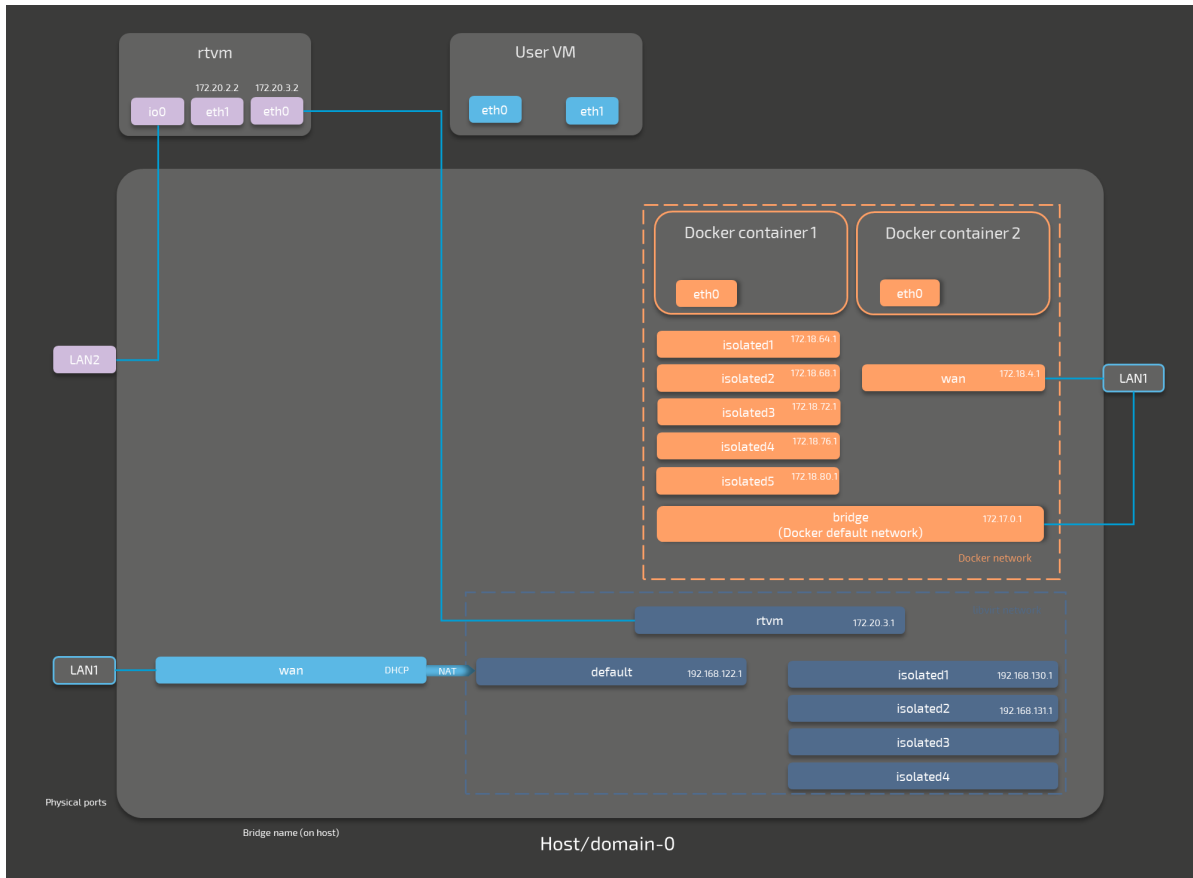 rtvm
User VM
172.20.2.2
172.20.3.2
io0
eth1
eth0
eth0
eth1
Docker container 1
Docker container 2
eth0
eth0
isolated1
172.18.64.1
isolated2
172.18.68.1
wan
172.18.4.1
isolated3
172.18.72.1
isolated4
172.18.76.1
isolated5
172.18.80.1
bridge
(Docker default network)
172.17.0.1
Docker network
LAN2
LAN1
rtvm
172.20.3.1
LAN1
wan
DHCP
NAT
default
192.168.122.1
isolated1
192.168.130.1
isolated2
192.168.131.1
isolated3
isolated4
Physical ports
Bridge name (on host)
Host/domain-0